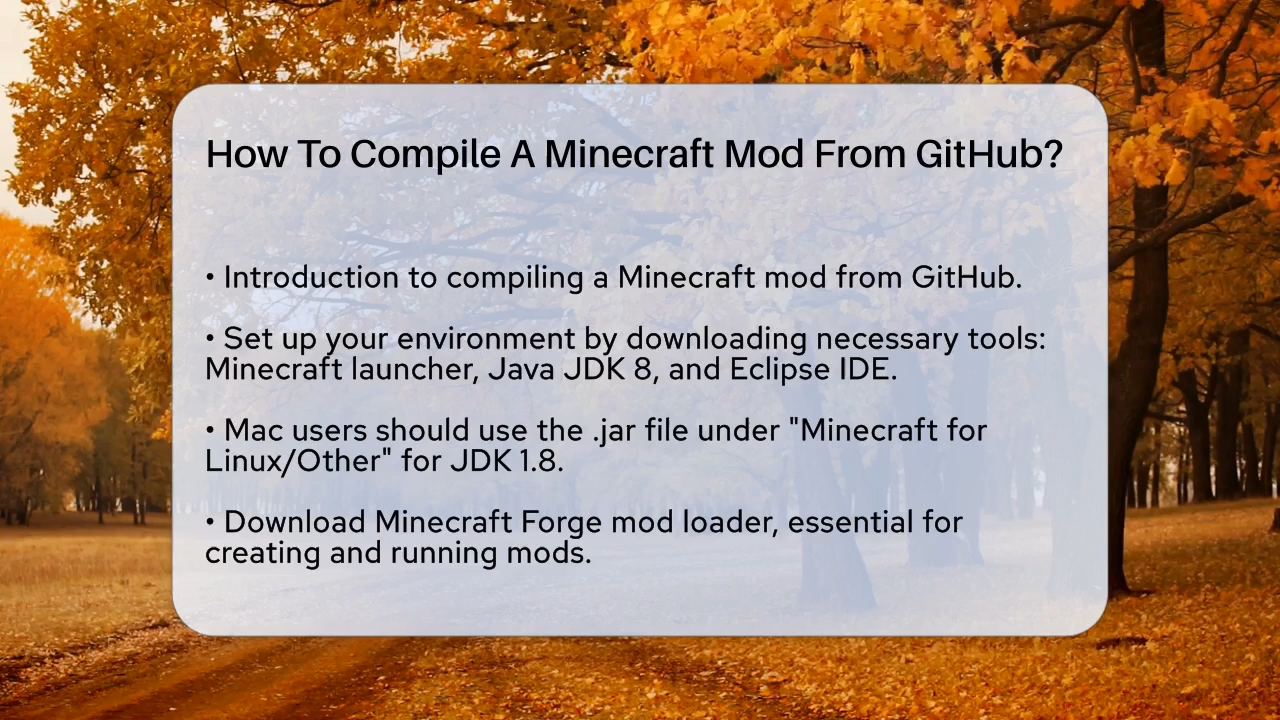 How To Compile A Minecraft Mod From GitHub?
• Introduction to compiling a Minecraft mod from GitHub.
• Set up your environment by downloading necessary tools:
Minecraft launcher, Java JDK 8, and Eclipse IDE.
• Mac users should use the .jar file under "Minecraft for
Linux/Other" for JDK 1.8.
• Download Minecraft Forge mod loader, essential for
creating and running mods.